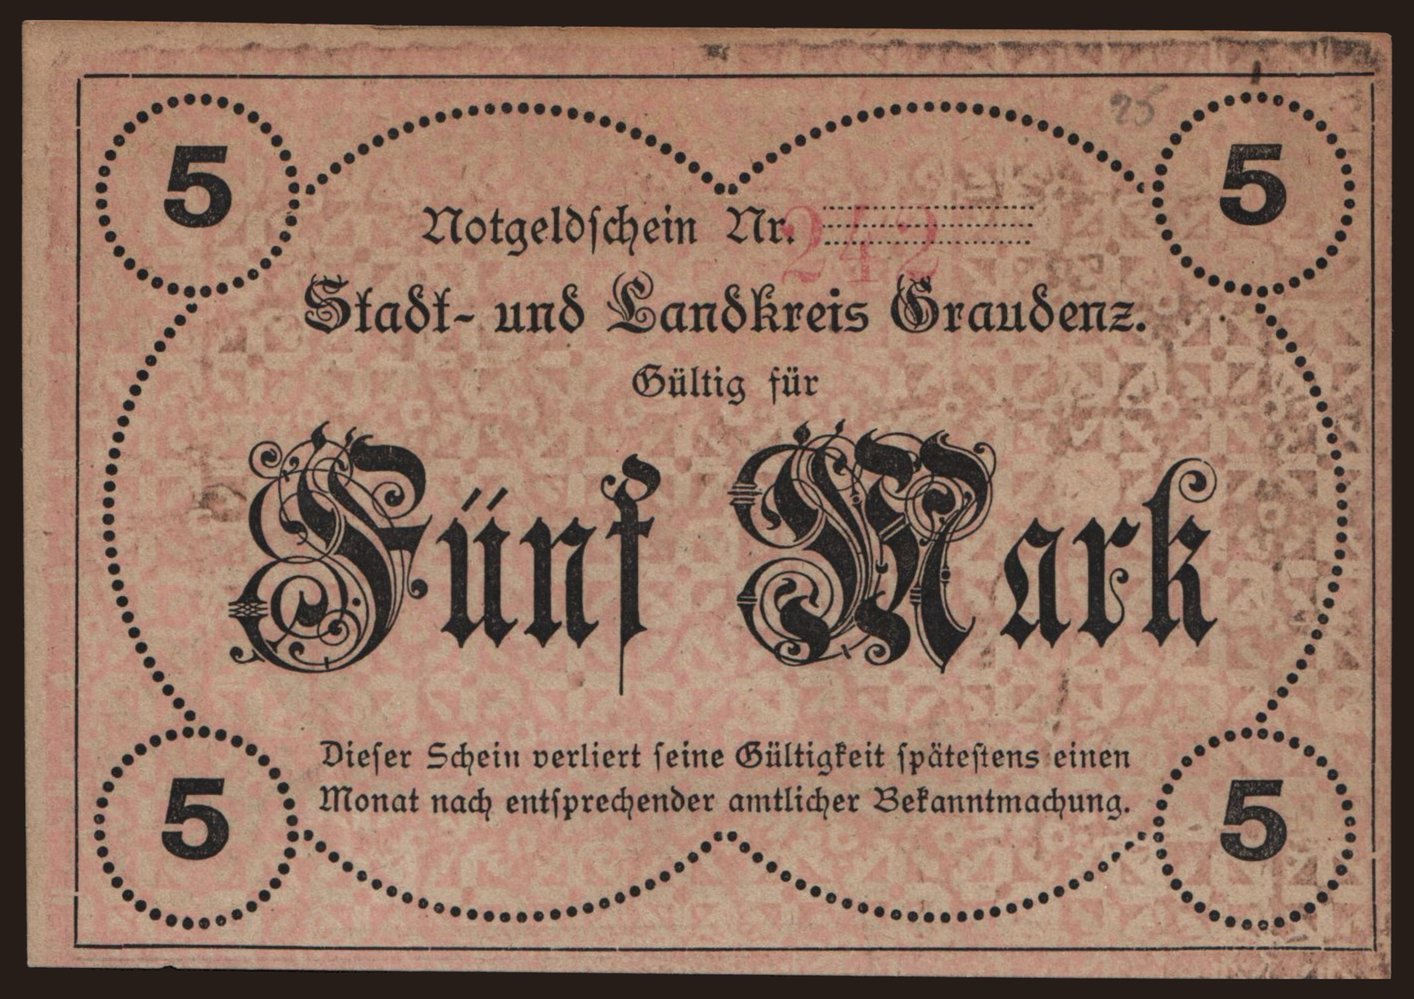 25
5
5
Notgeldschein Nr. 242
Stadt- und Landkreis Graudenz.
Gültig für
Fünf Mark
Dieser Schein verliert seine Gültigkeit spätestens einen
Monat nach entsprechender amtlicher Bekanntmachung.
5
5